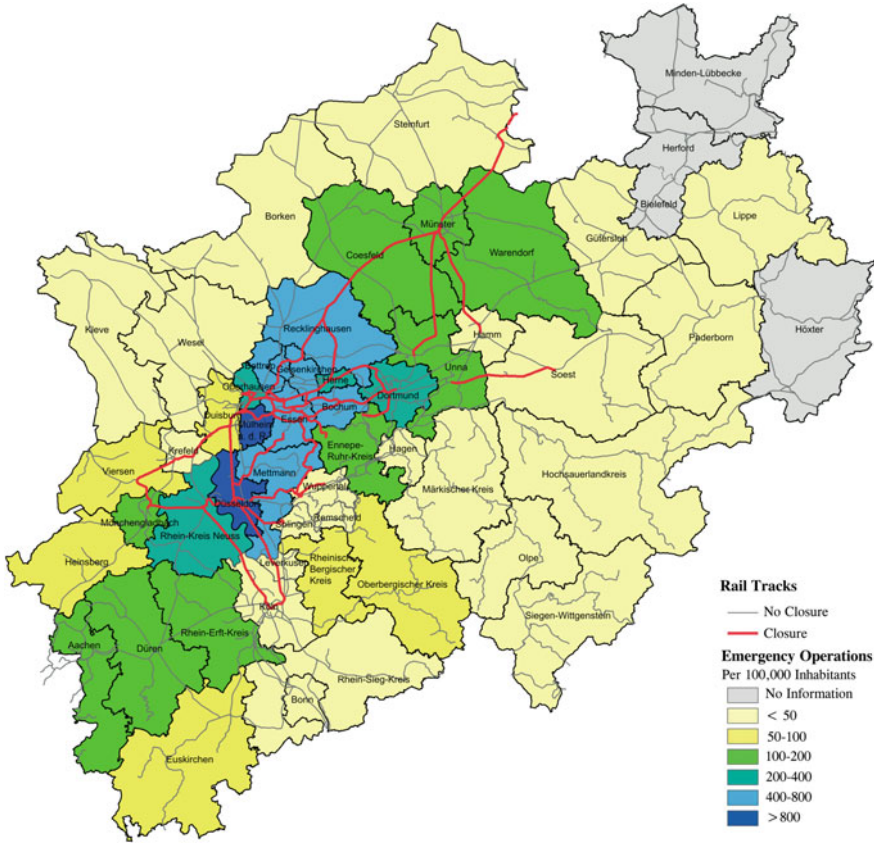 Minden-Lübbecke
Steinfurt
Herford
Bielefeld
Lippe
Borken
Münster
Warendorf
Gütersloh
Coesfeld
Höxter
Kleve
Wesel
Recklinghausen
Hamm
Paderborn
Soest
Unna
Bottrop
Gelsenkirchen
Herne
Oberhausen
Dortmund
Duisburg
Bochum
Essen
Mülheim
a. d. R.
Krefeld
Ennepe-
Ruhr-Kreis
Hagen
Viersen
Mettmann
Hochsauerlandkreis
Wuppertal
Märkischer Kreis
Düsseldorf
Remscheid
Mönchengladbach
Solingen
Rhein-Kreis Neuss
Heinsberg
Leverkusen
Rheinisch-
Bergischer
Kreis
Oberbergischer Kreis
Olpe
Köln
Siegen-Wittgenstein
Rhein-Erft-Kreis
Aachen
Düren
Rhein-Sieg-Kreis
Bonn
Euskirchen
Rail Tracks
No Closure
Closure
Emergency Operations
Per 100,000 Inhabitants
No Information
< 50
50-100
100-200
200-400
400-800
>800